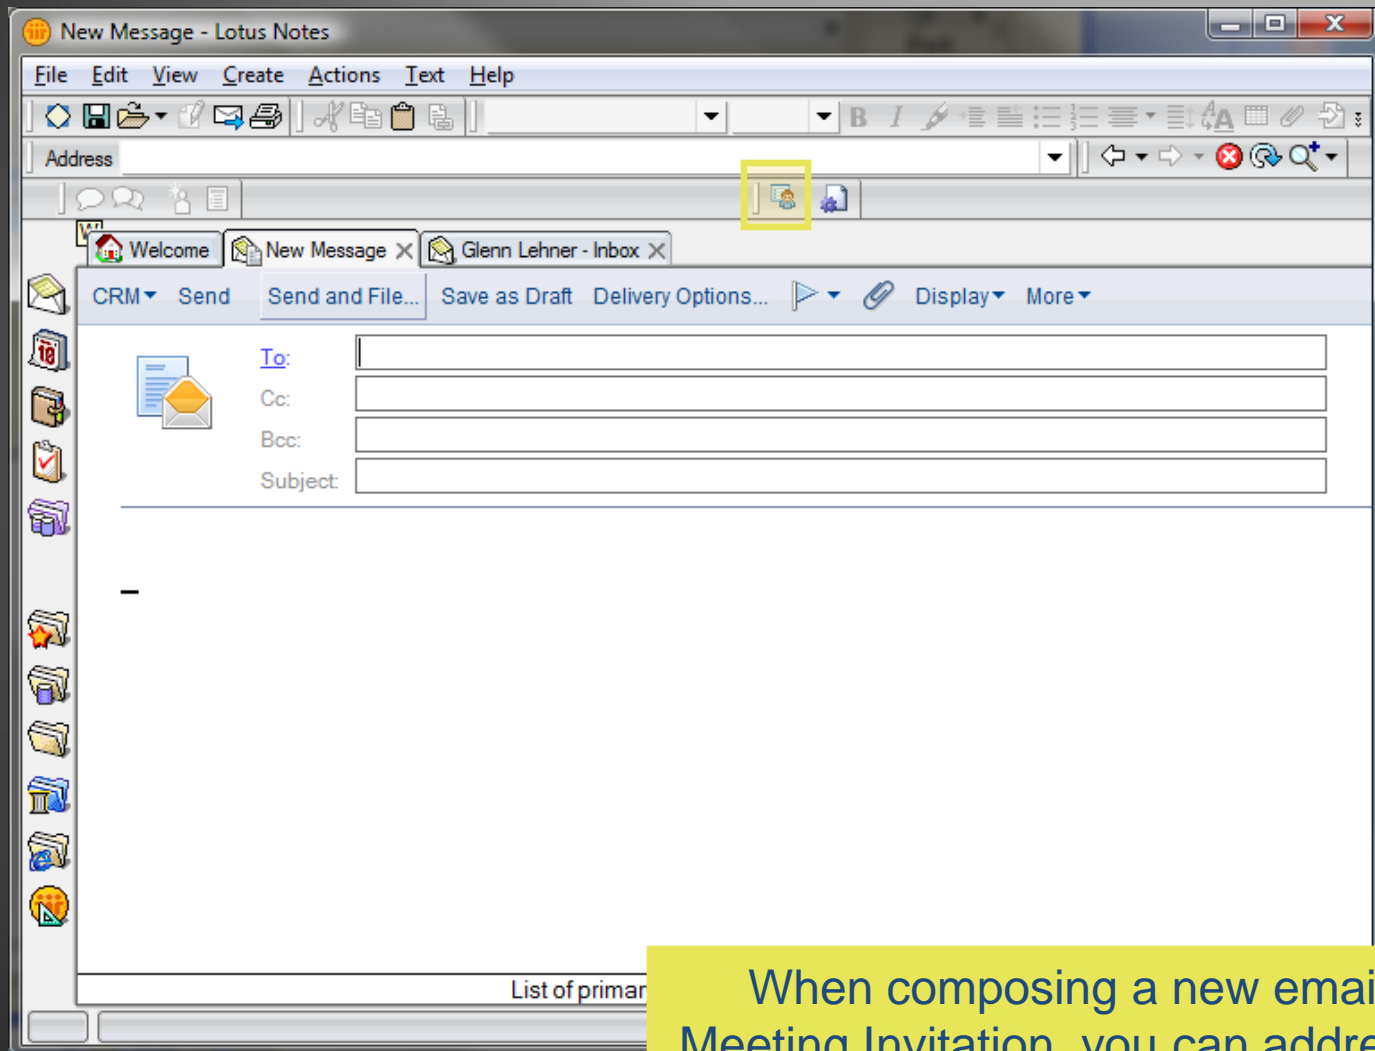 New Message - Lotus Notes
File Edit View Create Actions Text Help
B I A
Address
W
Welcome New Message Glenn Lehner - Inbox
CRM Send Send and File... Save as Draft Delivery Options... Display More
16
To:
Cc:
Bcc:
Subject:
List of primar
When composing a new emai
Meeting Invitation, you can addre